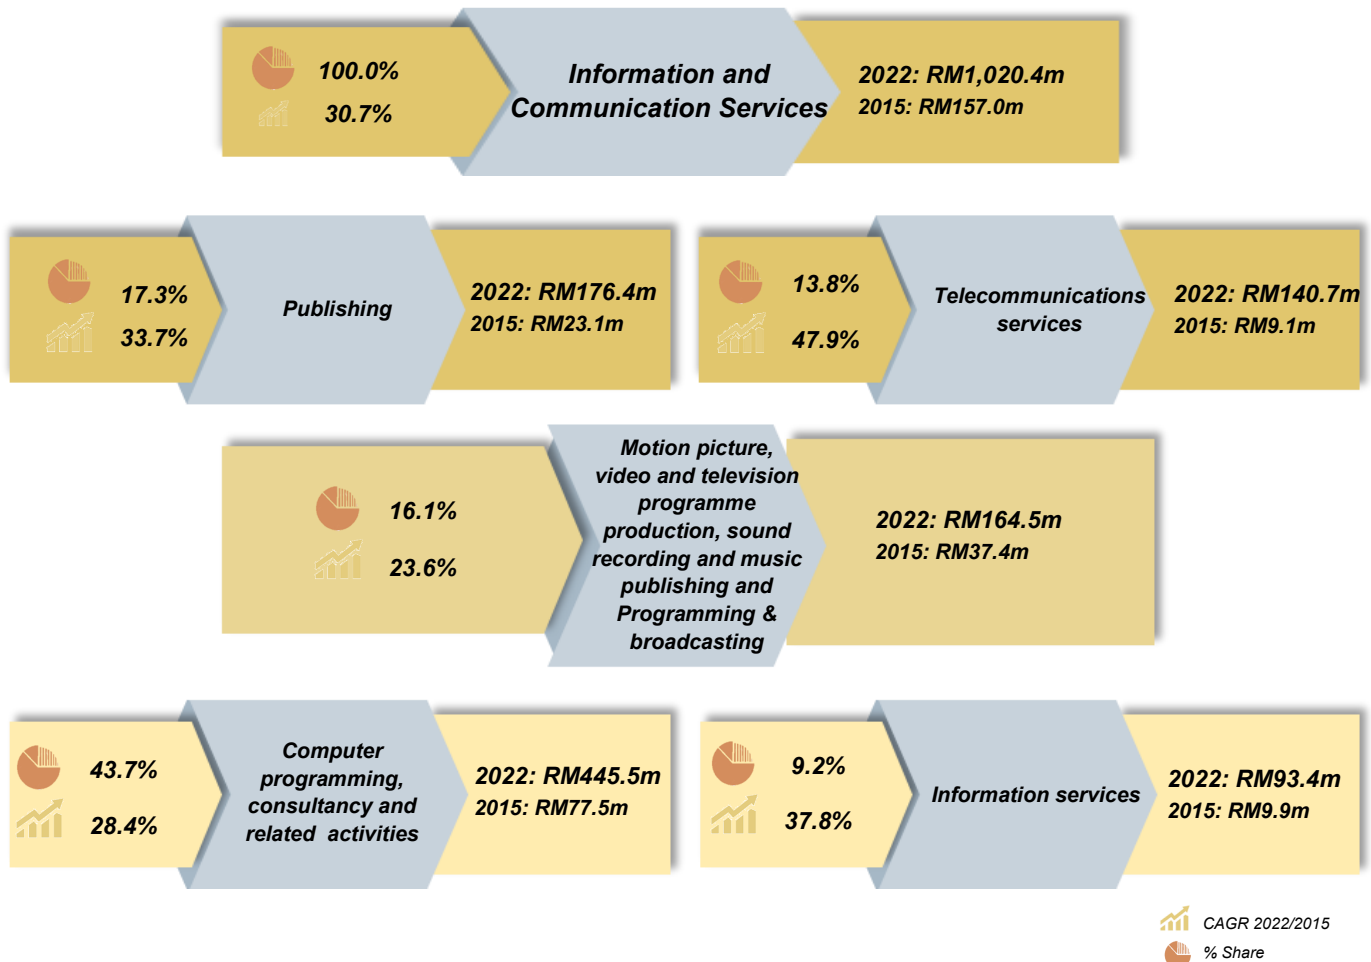 100.0%
30.7%
Information and
Communication Services
2022: RM1,020.4m
2015: RM157.0m
17.3%
33.7%
Publishing
2022: RM176.4m
2015: RM23.1m
13.8%
47.9%
Telecommunications
services
2022: RM140.7m
2015: RM9.1m
16.1%
23.6%
Motion picture,
video and television
programme
production, sound
recording and music
publishing and
Programming &
broadcasting
2022: RM164.5m
2015: RM37.4m
43.7%
28.4%
Computer
programming,
consultancy and
related activities
2022: RM445.5m
2015: RM77.5m
9.2%
37.8%
Information services
2022: RM93.4m
2015: RM9.9m
CAGR 2022/2015
% Share